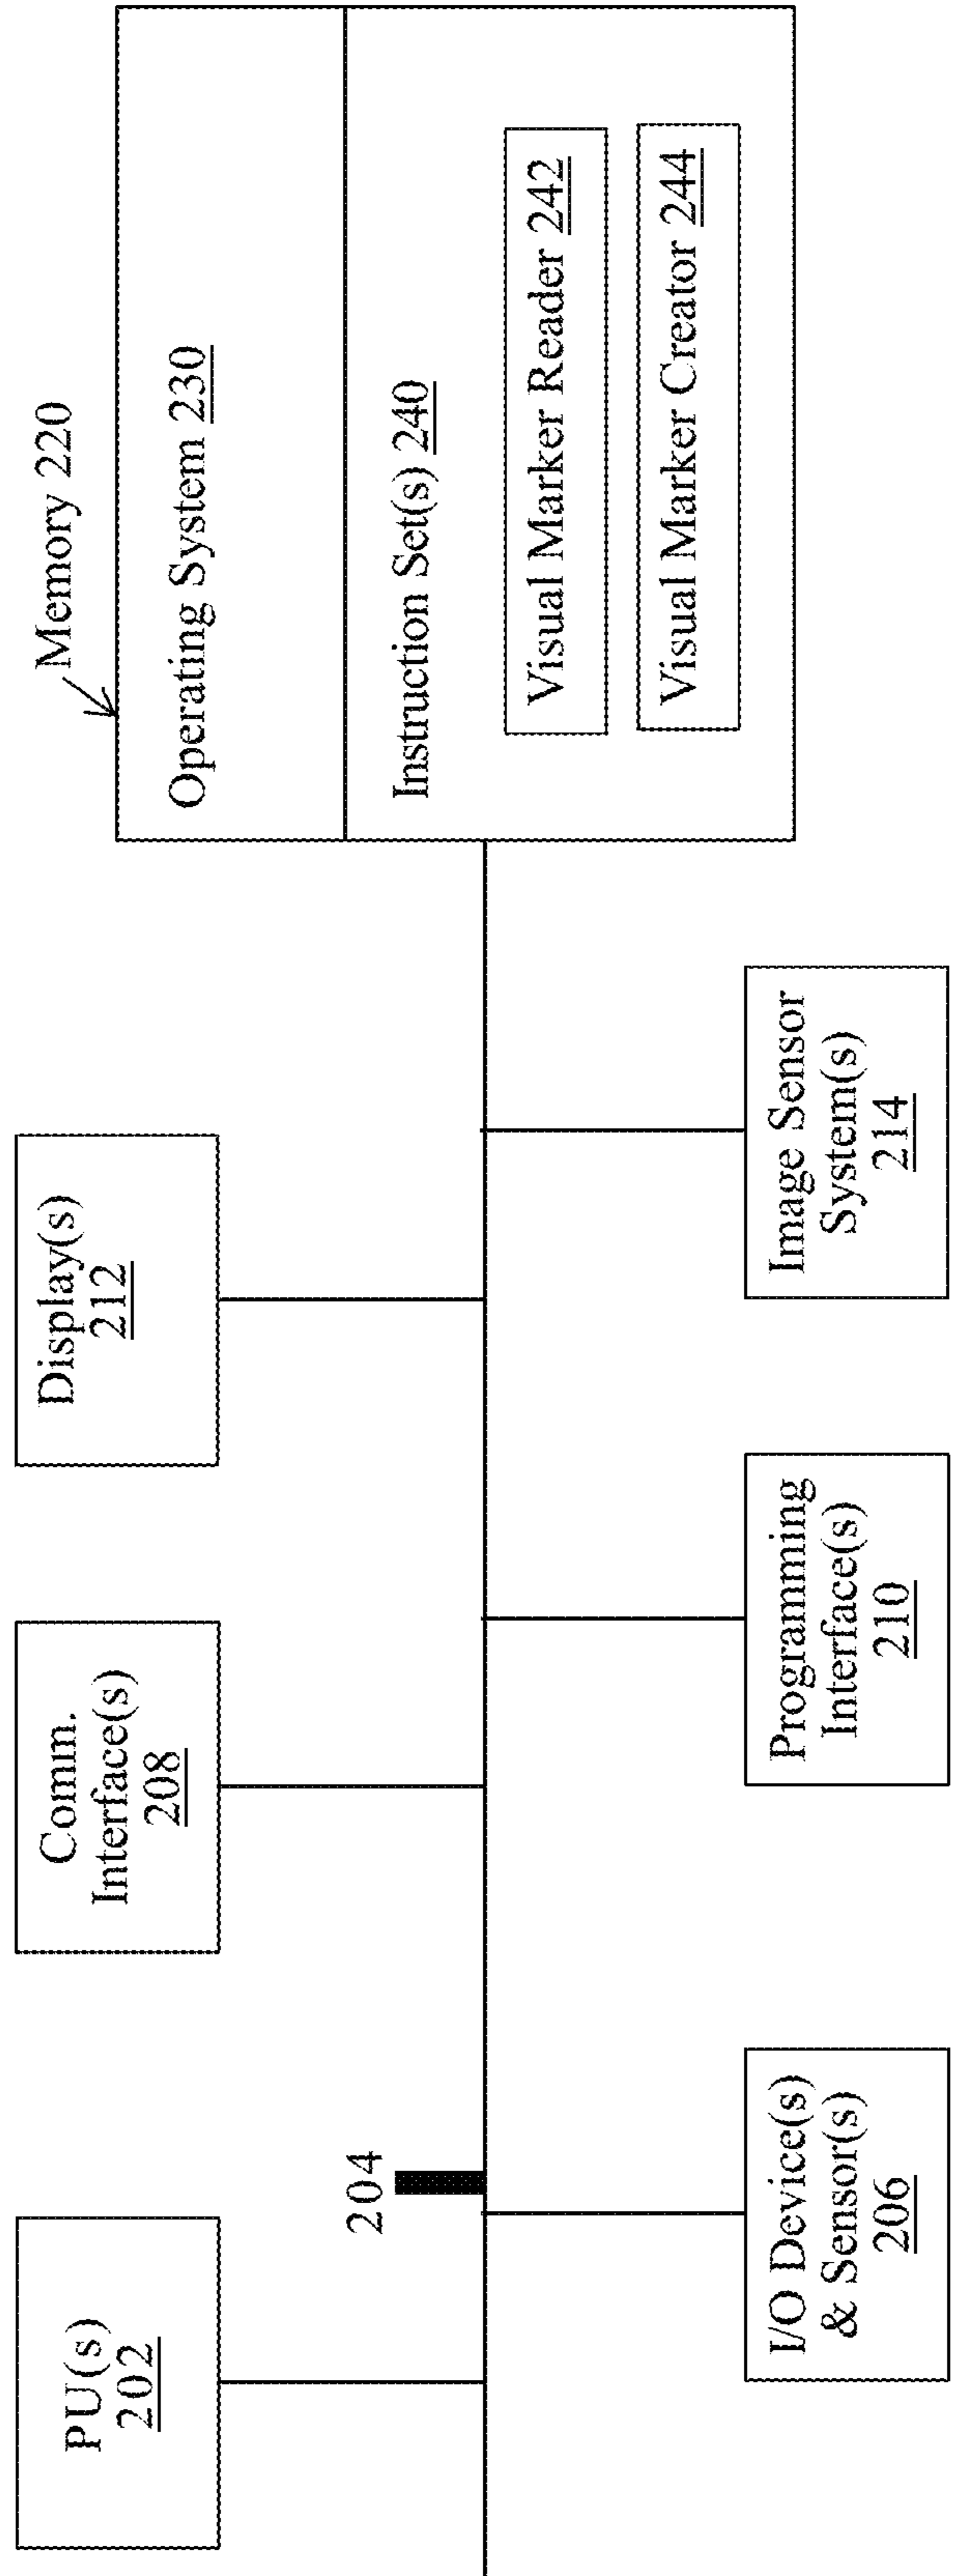 PU(s)
202
Comm.
Interface(s)
208
Display(s)
212
Memory 220
204
Operating System 230
Instruction Set(s) 240
Visual Marker Reader 242
Visual Marker Creator 244
I/O Device(s)
& Sensor(s)
206
Programming
Interface(s)
210
Image Sensor
System(s)
214